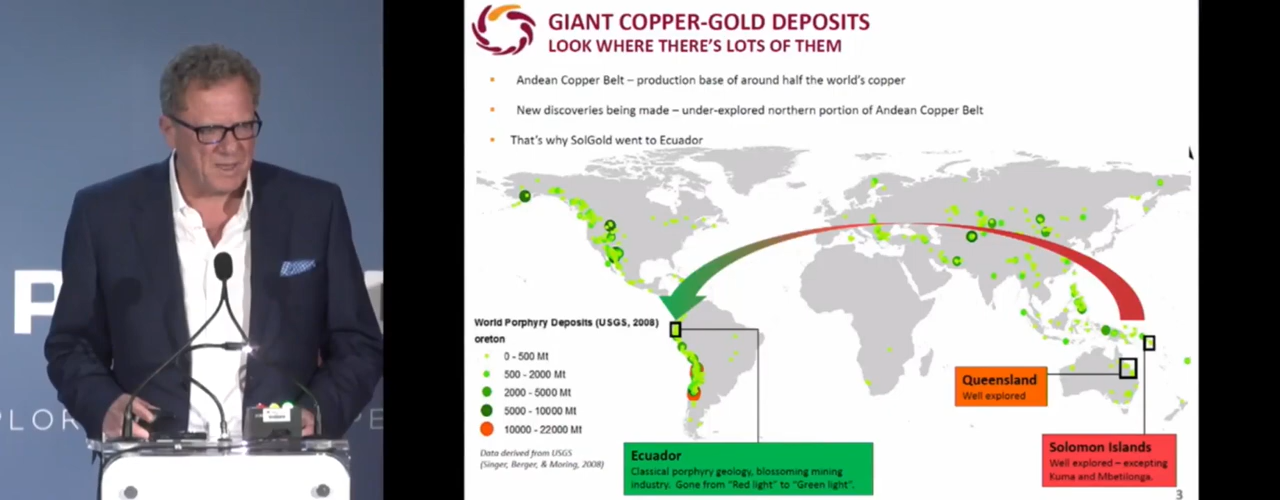 GIANT COPPER-GOLD DEPOSITS
LOOK WHERE THERE'S LOTS OF THEM
Andean Copper Belt – production base of around half the world's copper
New discoveries being made – under-explored northern portion of Andean Copper Belt
That's why SolGold went to Ecuador
World Porphyry Deposits (USGS, 2008)
oreton
0 - 500 Mt
500 - 2000 Mt
2000 - 5000 Mt
5000 - 10000 Mt
10000 - 22000 Mt
Data derived from USGS
(Singer, Berger, & Moring, 2008)
Ecuador
Classical porphyry geology, blossoming mining
industry. Gone from "Red light" to "Green light".
Queensland
Well explored
Solomon Islands
Well explored – excepting
Kuma and Mbetilonga.
3
P
PLOR
PE